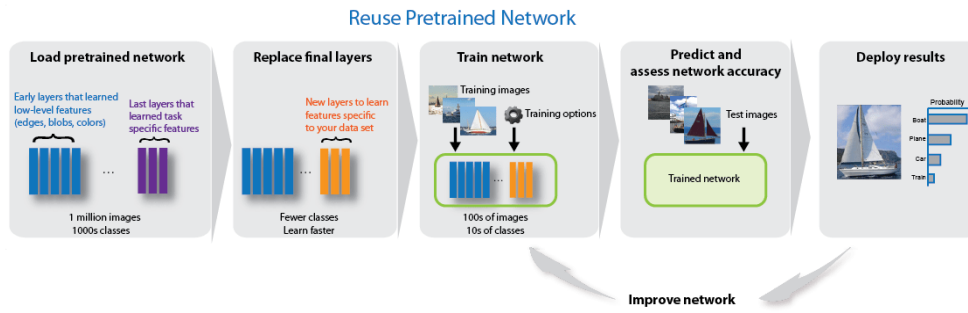 Reuse Pretrained Network
Load pretrained network
Early layers that learned
low-level features
(edges, blobs, colors)
Last layers that
learned task
specific features
...
1 million images
1000s classes
Replace final layers
New layers to learn
features specific
to your data set
...
Fewer classes
Learn faster
Train network
Training images
Training options
...
100s of images
10s of classes
Predict and
assess network accuracy
Test images
Trained network
Deploy results
Probability
Boat
Plane
Car
Train
Improve network